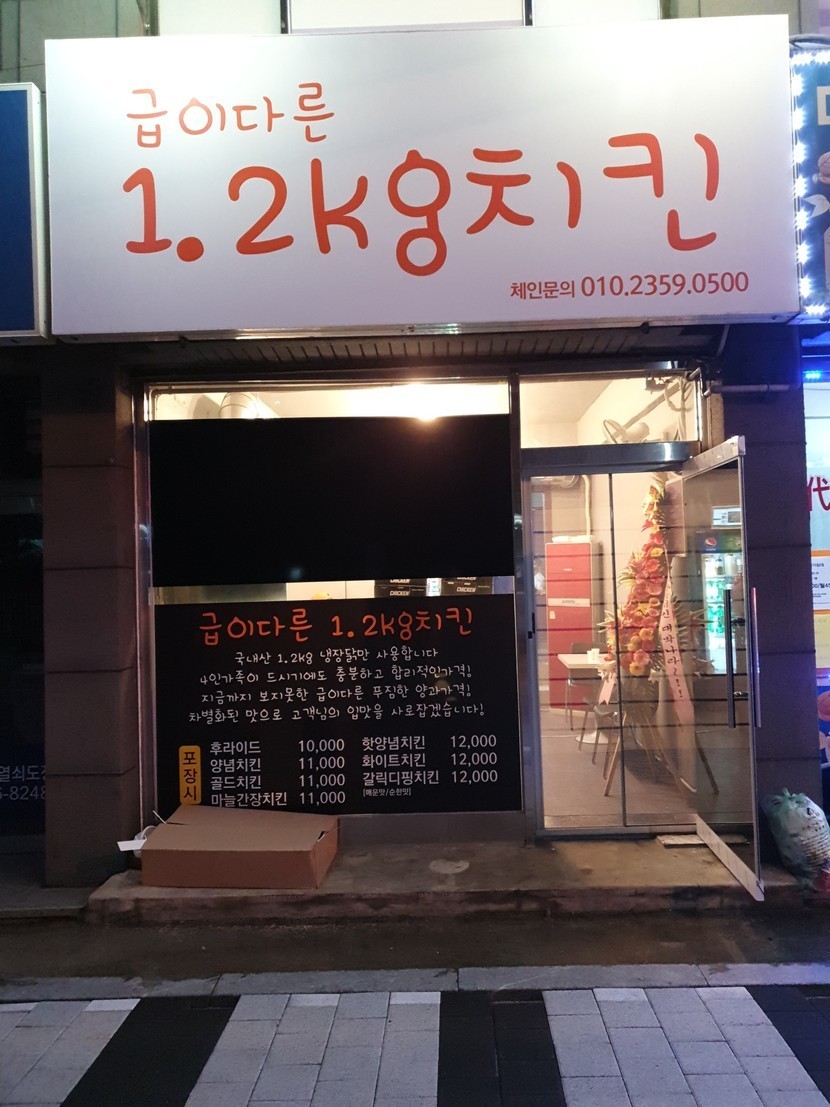 급이다른
1.2kg치킨
체인문의 010.2359.0500
급이다른 1.2kg치킨
국내산 1.2kg 냉장닭만 사용합니다
4인가족이 드시기에도 충분하고 합리적인가격!
지금까지 보지못한 급이다른 푸짐한 양과가격!
차별화된 맛으로 고객님의 입맛을 사로잡겠습니다!
포장시
후라이드 10,000 핫양념치킨 12,000
양념치킨 11,000 화이트치킨 12,000
골드치킨 11,000 갈릭디핑치킨 12,000
마늘간장치킨 11,000 [매운맛/순한맛]
CHICKEN
代
열쇠도
-8248